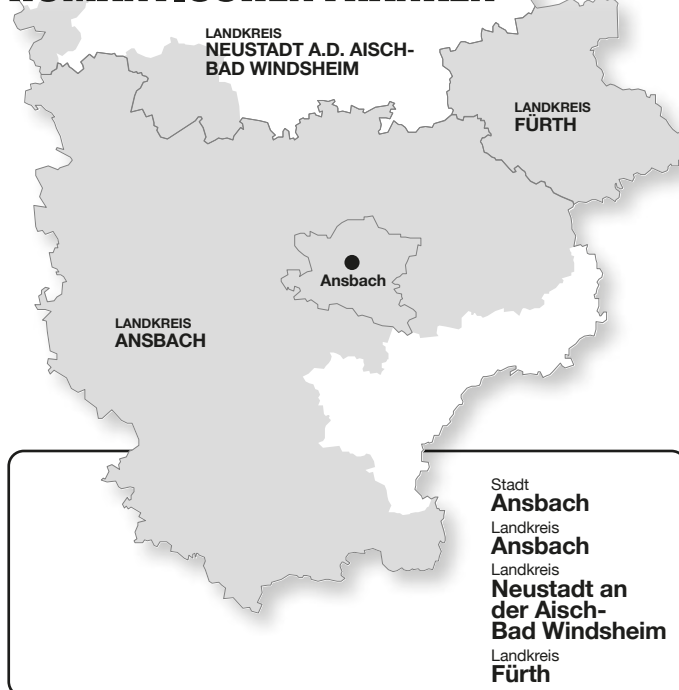 LANDKREIS
NEUSTADT A.D. AISCH-
BAD WINDSHEIM
LANDKREIS
FÜRTH
Ansbach
LANDKREIS
ANSBACH
Stadt
Ansbach
Landkreis
Ansbach
Landkreis
Neustadt an
der Aisch-
Bad Windsheim
Landkreis
Fürth